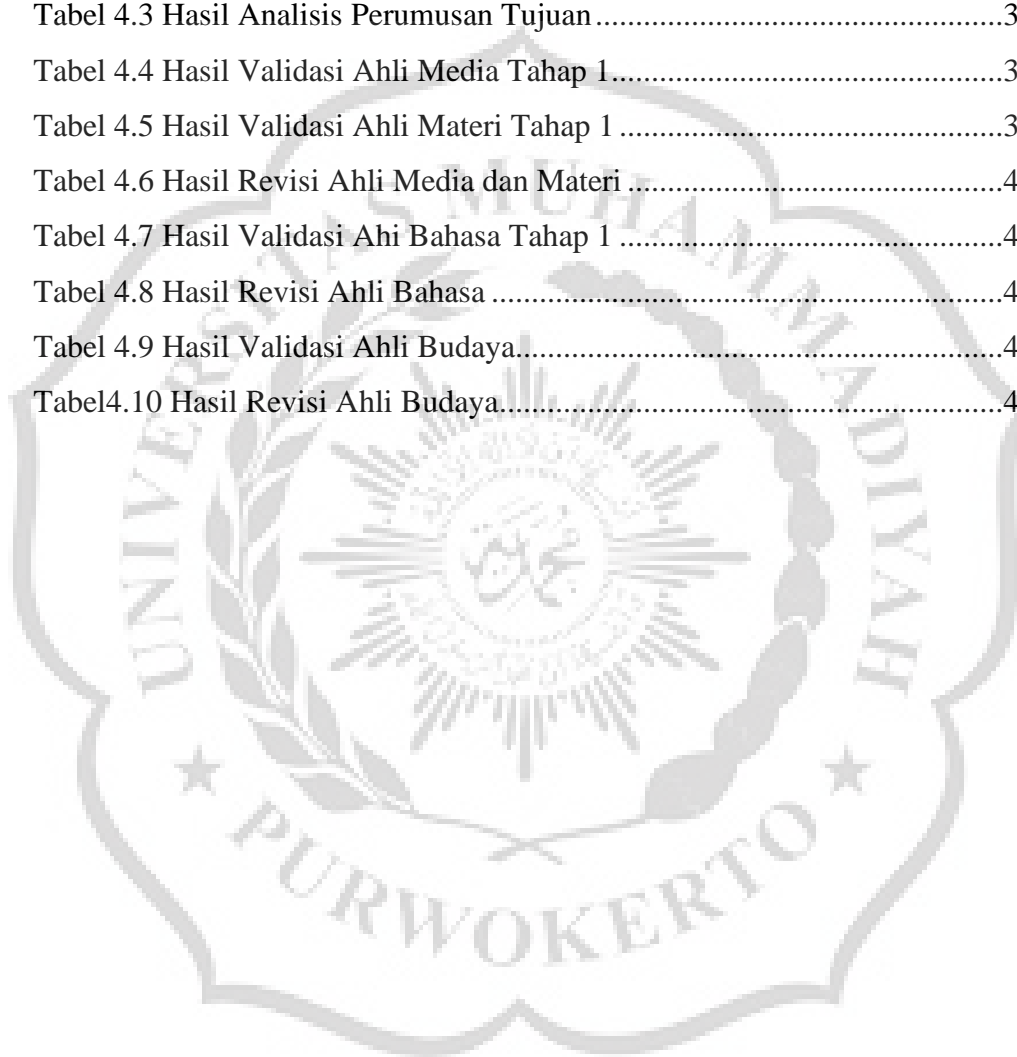 Tabel 4.3 Hasil Analisis Perumusan Tujuan....................................................3
Tabel 4.4 Hasil Validasi Ahli Media Tahap 1.................................................3
Tabel 4.5 Hasil Validasi Ahli Materi Tahap 1................................................3
Tabel 4.6 Hasil Revisi Ahli Media dan Materi..............................................4
Tabel 4.7 Hasil Validasi Ahi Bahasa Tahap 1................................................4
Tabel 4.8 Hasil Revisi Ahli Bahasa................................................................4
Tabel 4.9 Hasil Validasi Ahli Budaya.............................................................4
Tabel4.10 Hasil Revisi Ahli Budaya...............................................................4
UNIVERSITAS MUHAMMADIYAH
PURWOKERTO